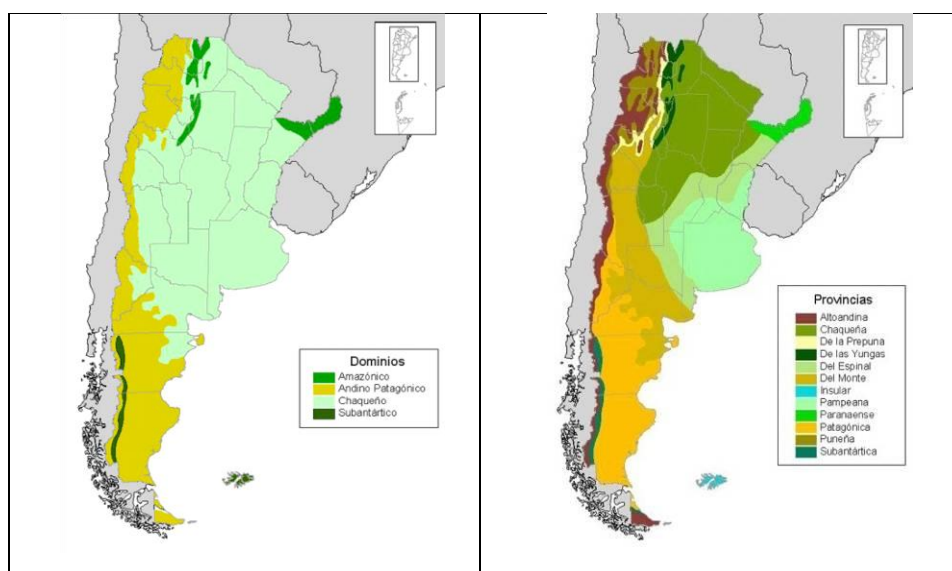 Dominios
Amazónico
Andino Patagónico
Chaqueño
Subantártico
Provincias
Altoandina
Chaqueña
De la Prepuna
De las Yungas
Del Espinal
Del Monte
Insular
Pampeana
Paranaense
Patagónica
Puneña
Subantártica